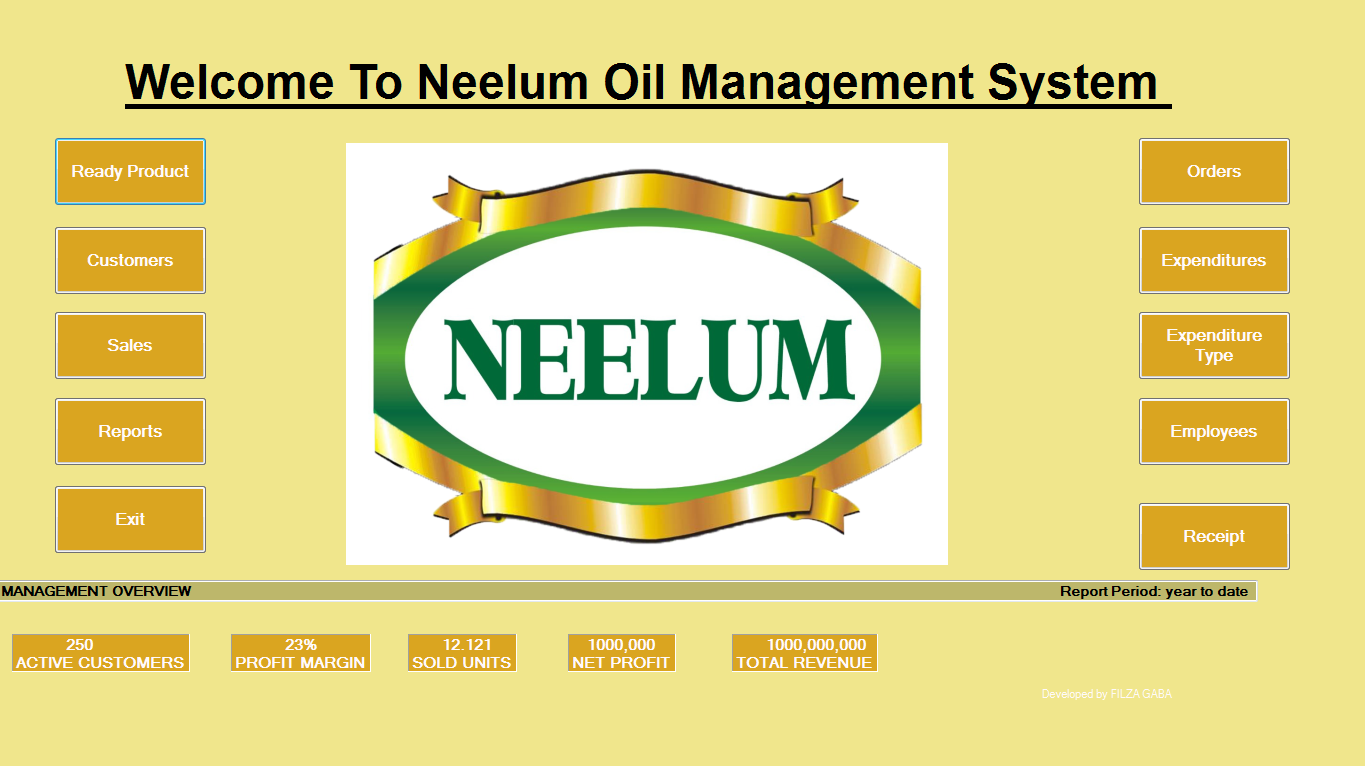 Welcome To Neelum Oil Management System
Ready Product
Customers
Sales
Reports
Exit
NEELUM
Orders
Expenditures
Expenditure
Type
Employees
Receipt
MANAGEMENT OVERVIEW
Report Period: year to date
250
ACTIVE CUSTOMERS
23%
PROFIT MARGIN
12.121
SOLD UNITS
1000,000
NET PROFIT
1000,000,000
TOTAL REVENUE
Developed by FILZA GABA